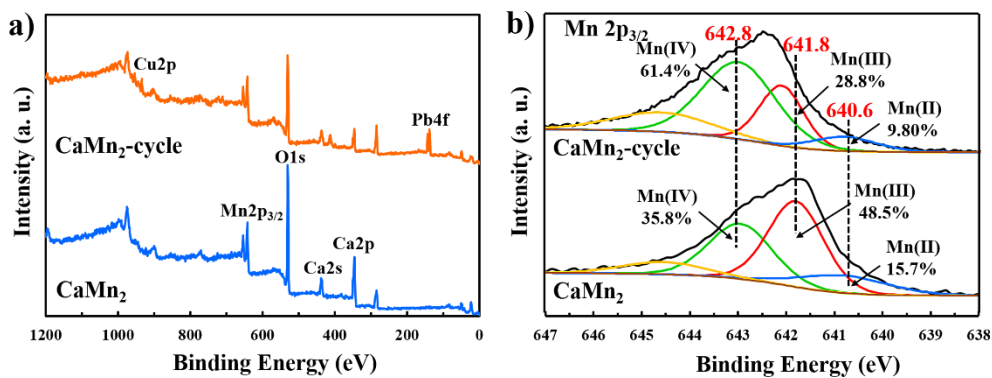 a)
Intensity (a. u.)
Cu2p
CaMn2-cycle
Pb4f
O1s
Mn2p3/2
Ca2s
Ca2p
CaMn2
1200 1000 800 600 400 200 0
Binding Energy (eV)
b)
Intensity (a. u.)
Mn 2p3/2
642.8
641.8
640.6
Mn(IV)
61.4%
Mn(III)
28.8%
Mn(II)
9.80%
CaMn2-cycle
Mn(IV)
35.8%
Mn(III)
48.5%
Mn(II)
15.7%
CaMn2
647 646 645 644 643 642 641 640 639 638
Binding Energy (eV)